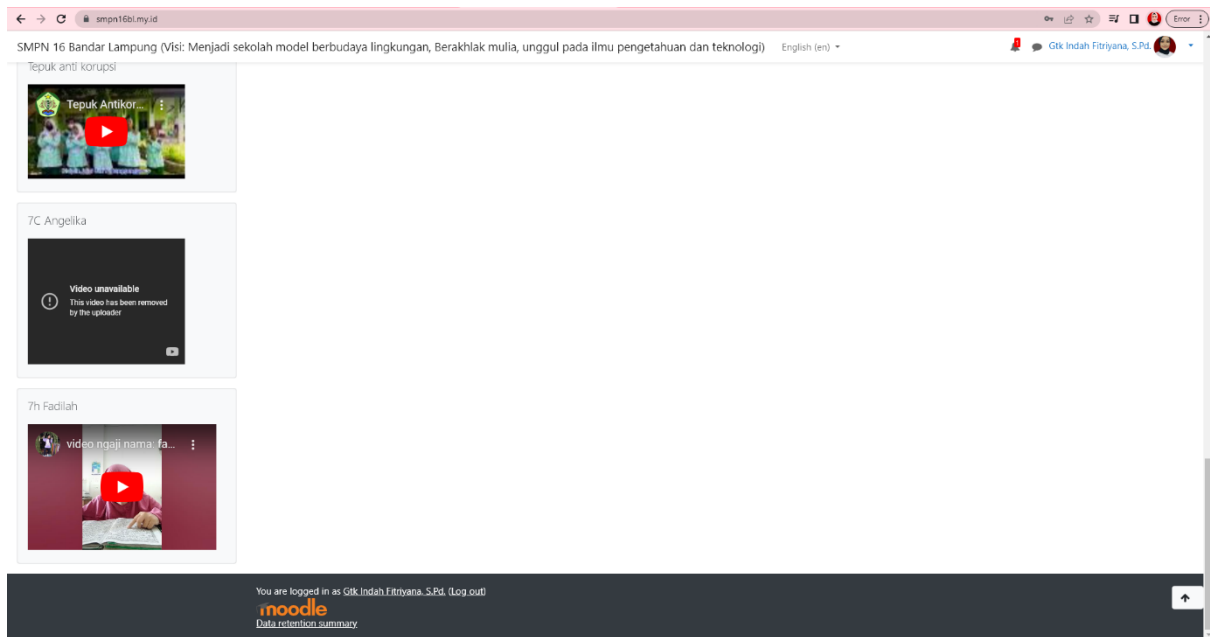 smpn16bl.my.id
Error
SMPN 16 Bandar Lampung (Visi: Menjadi sekolah model berbudaya lingkungan, Berakhlak mulia, unggul pada ilmu pengetahuan dan teknologi) English (en)
1
Gtk Indah Fitriyana, S.Pd.
Tepuk anti korupsi
Tepuk Antikor...
7C Angelika
Video unavailable
This video has been removed
by the uploader
7h Fadilah
video ngaji nama: fa...
You are logged in as Gtk Indah Fitriyana, S.Pd. (Log out)
moodle
Data retention summary